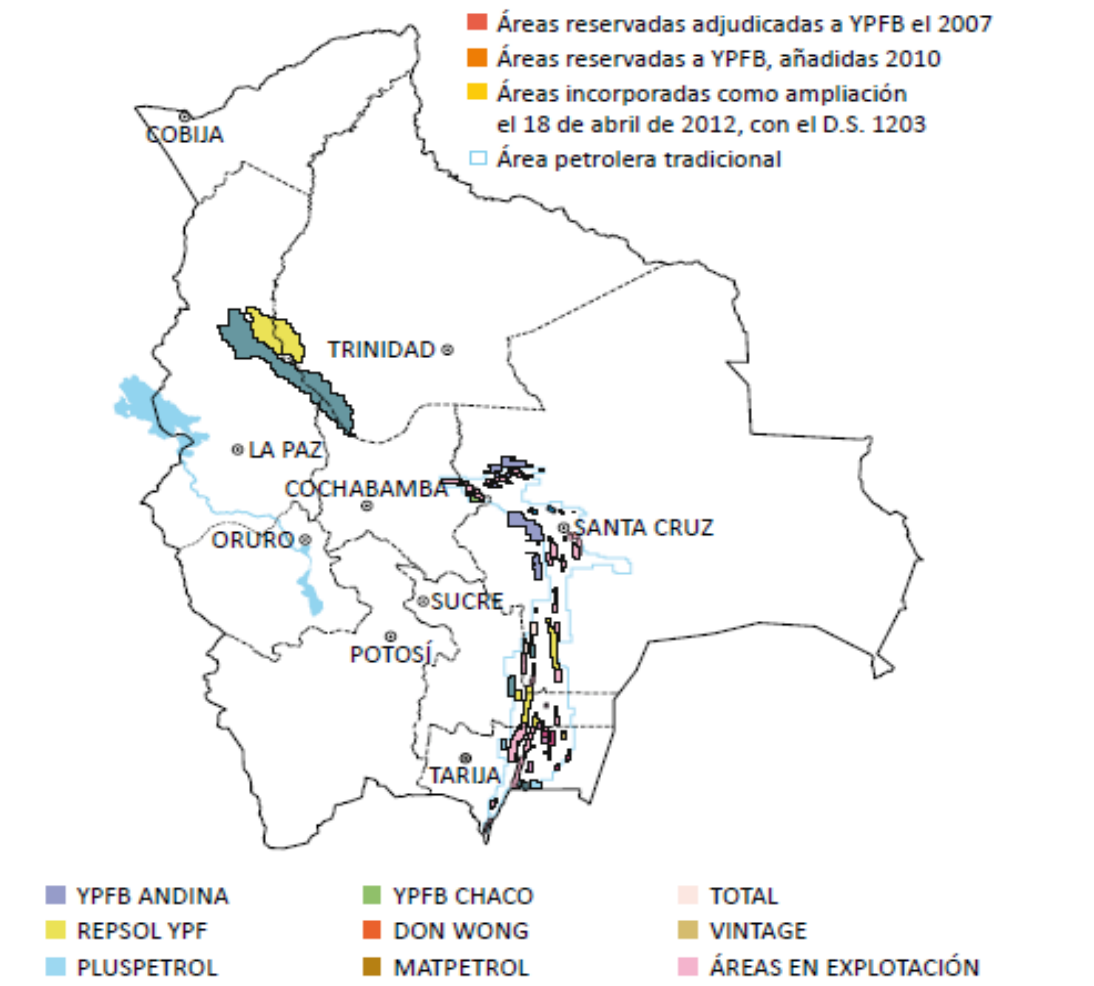 Áreas reservadas adjudicadas a YPFB el 2007
Áreas reservadas a YPFB, añadidas 2010
Áreas incorporadas como ampliación
el 18 de abril de 2012, con el D.S. 1203
Área petrolera tradicional
COBIJA
TRINIDAD
LA PAZ
COCHABAMBA
SANTA CRUZ
ORURO
SUCRE
POTOSÍ
TARIJA
YPFB ANDINA
YPFB CHACO
TOTAL
REPSOL YPF
DON WONG
VINTAGE
PLUSPETROL
MATPETROL
ÁREAS EN EXPLOTACIÓN